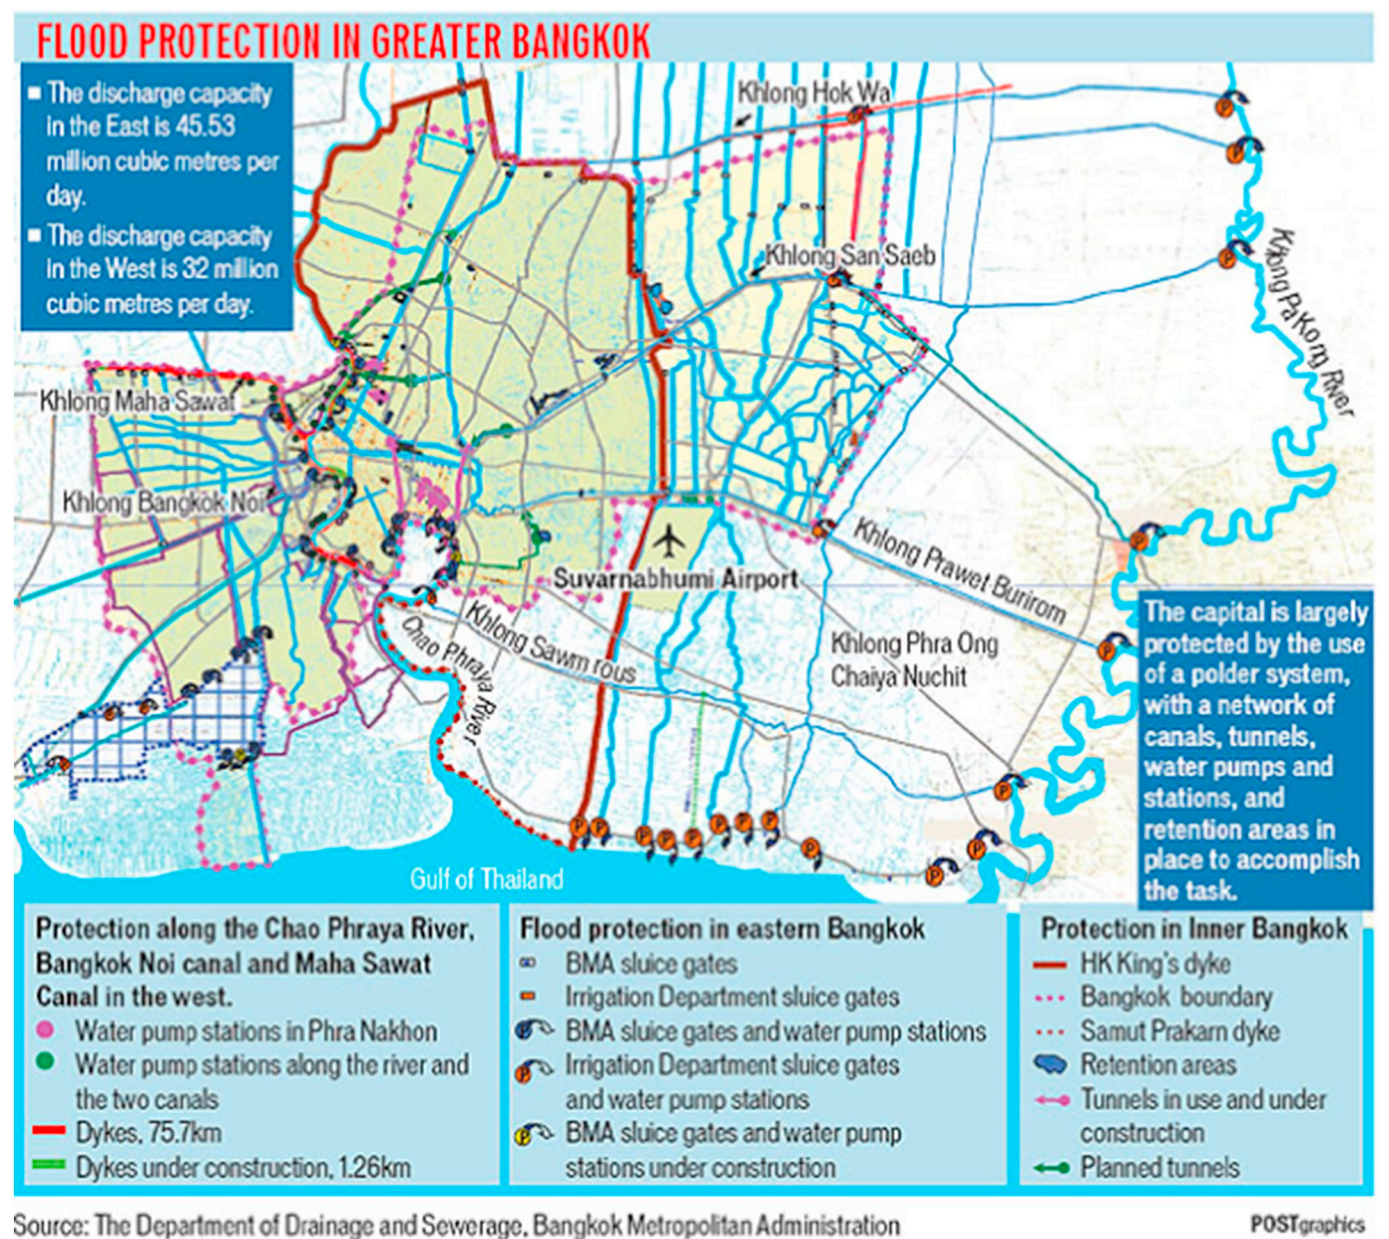 FLOOD PROTECTION IN GREATER BANGKOK
The discharge capacity
in the East is 45.53
million cubic metres per
day.
The discharge capacity
in the West is 32 million
cubic metres per day.
Khlong Hok Wa
Khlong San Saeb
Khlong Pa Kong River
Khlong Maha Sawat
Khlong Bangkok Noi
Suvarnabhumi Airport
Khlong Prawet Burirom
Khlong Sawm rous
Chao Phraya River
Khlong Phra Ong
Chaiya Nuchit
The capital is largely
protected by the use
of a polder system,
with a network of
canals, tunnels,
water pumps and
stations, and
retention areas in
place to accomplish
the task.
Gulf of Thailand
Protection along the Chao Phraya River,
Bangkok Noi canal and Maha Sawat
Canal in the west.
Water pump stations in Phra Nakhon
Water pump stations along the river and
the two canals
Dykes, 75.7km
Dykes under construction, 1.26km
Flood protection in eastern Bangkok
BMA sluice gates
Irrigation Department sluice gates
BMA sluice gates and water pump stations
Irrigation Department sluice gates
and water pump stations
BMA sluice gates and water pump
stations under construction
Protection in Inner Bangkok
HK King's dyke
Bangkok boundary
Samut Prakarn dyke
Retention areas
Tunnels in use and under
construction
Planned tunnels
Source: The Department of Drainage and Sewerage, Bangkok Metropolitan Administration
POSTgraphics